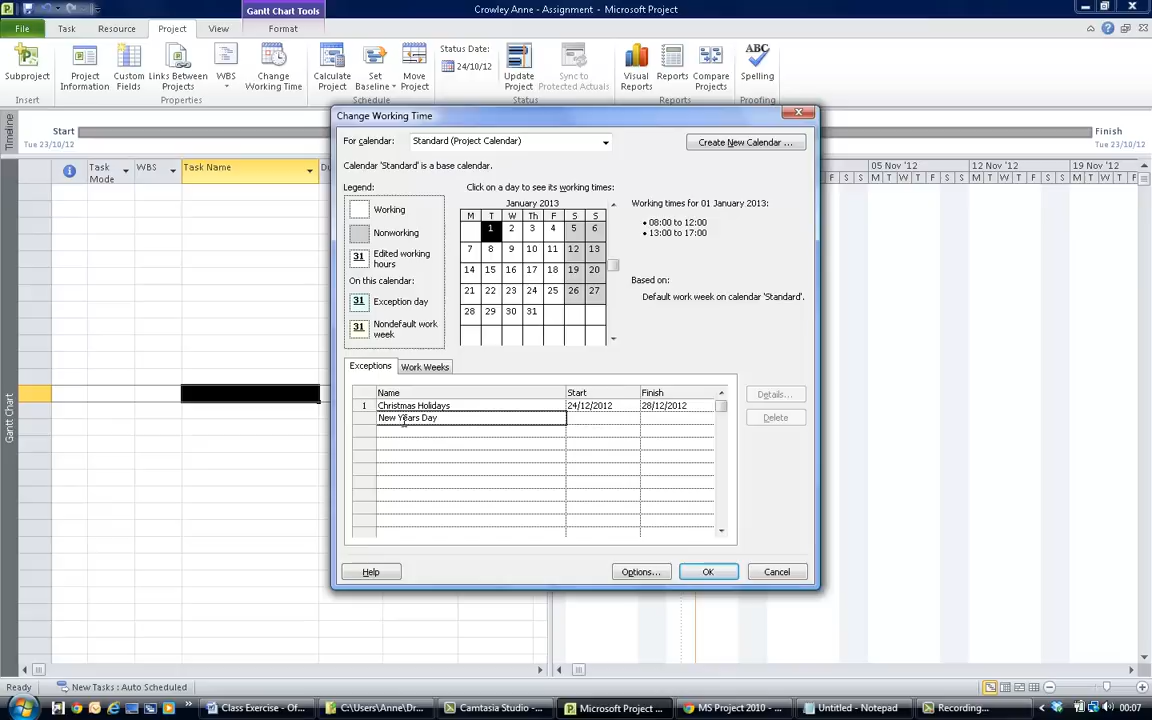 Gantt Chart Tools
Crowley Anne - Assignment - Microsoft Project
File Task Resource Project View Format
Subproject
Project Information
Custom Fields
Links Between Projects
WBS
Change Working Time
Calculate Project
Set Baseline
Move Project
Status Date:
24/10/12
Update Project
Sync to Protected Actuals
Visual Reports
Reports
Compare Projects
ABC
Spelling
Insert Properties Schedule Status Reports Proofing
Timeline
Start
Tue 23/10/12
Finish
Tue 23/10/12
Task Mode
WBS
Task Name
Du
05 Nov '12 12 Nov '12 19 Nov '12
F S S M T W T F S S M T W T F S S M T W T F S
Gantt Chart
Change Working Time
For calendar: Standard (Project Calendar)
Create New Calendar ...
Calendar 'Standard' is a base calendar.
Legend:
Working
Nonworking
31 Edited working hours
On this calendar:
31 Exception day
31 Nondefault work week
Click on a day to see its working times:
January 2013
M T W Th F S S
1 2 3 4 5 6
7 8 9 10 11 12 13
14 15 16 17 18 19 20
21 22 23 24 25 26 27
28 29 30 31
Working times for 01 January 2013:
• 08:00 to 12:00
• 13:00 to 17:00
Based on:
Default work week on calendar 'Standard'.
Exceptions Work Weeks
Name Start Finish
1 Christmas Holidays 24/12/2012 28/12/2012
New Years Day
Details...
Delete
Help
Options...
OK
Cancel
Ready New Tasks : Auto Scheduled
Class Exercise - Of...
C:\Users\Anne\Dr...
Camtasia Studio - ...
Microsoft Project ...
MS Project 2010 - ...
Untitled - Notepad
Recording...
00:07